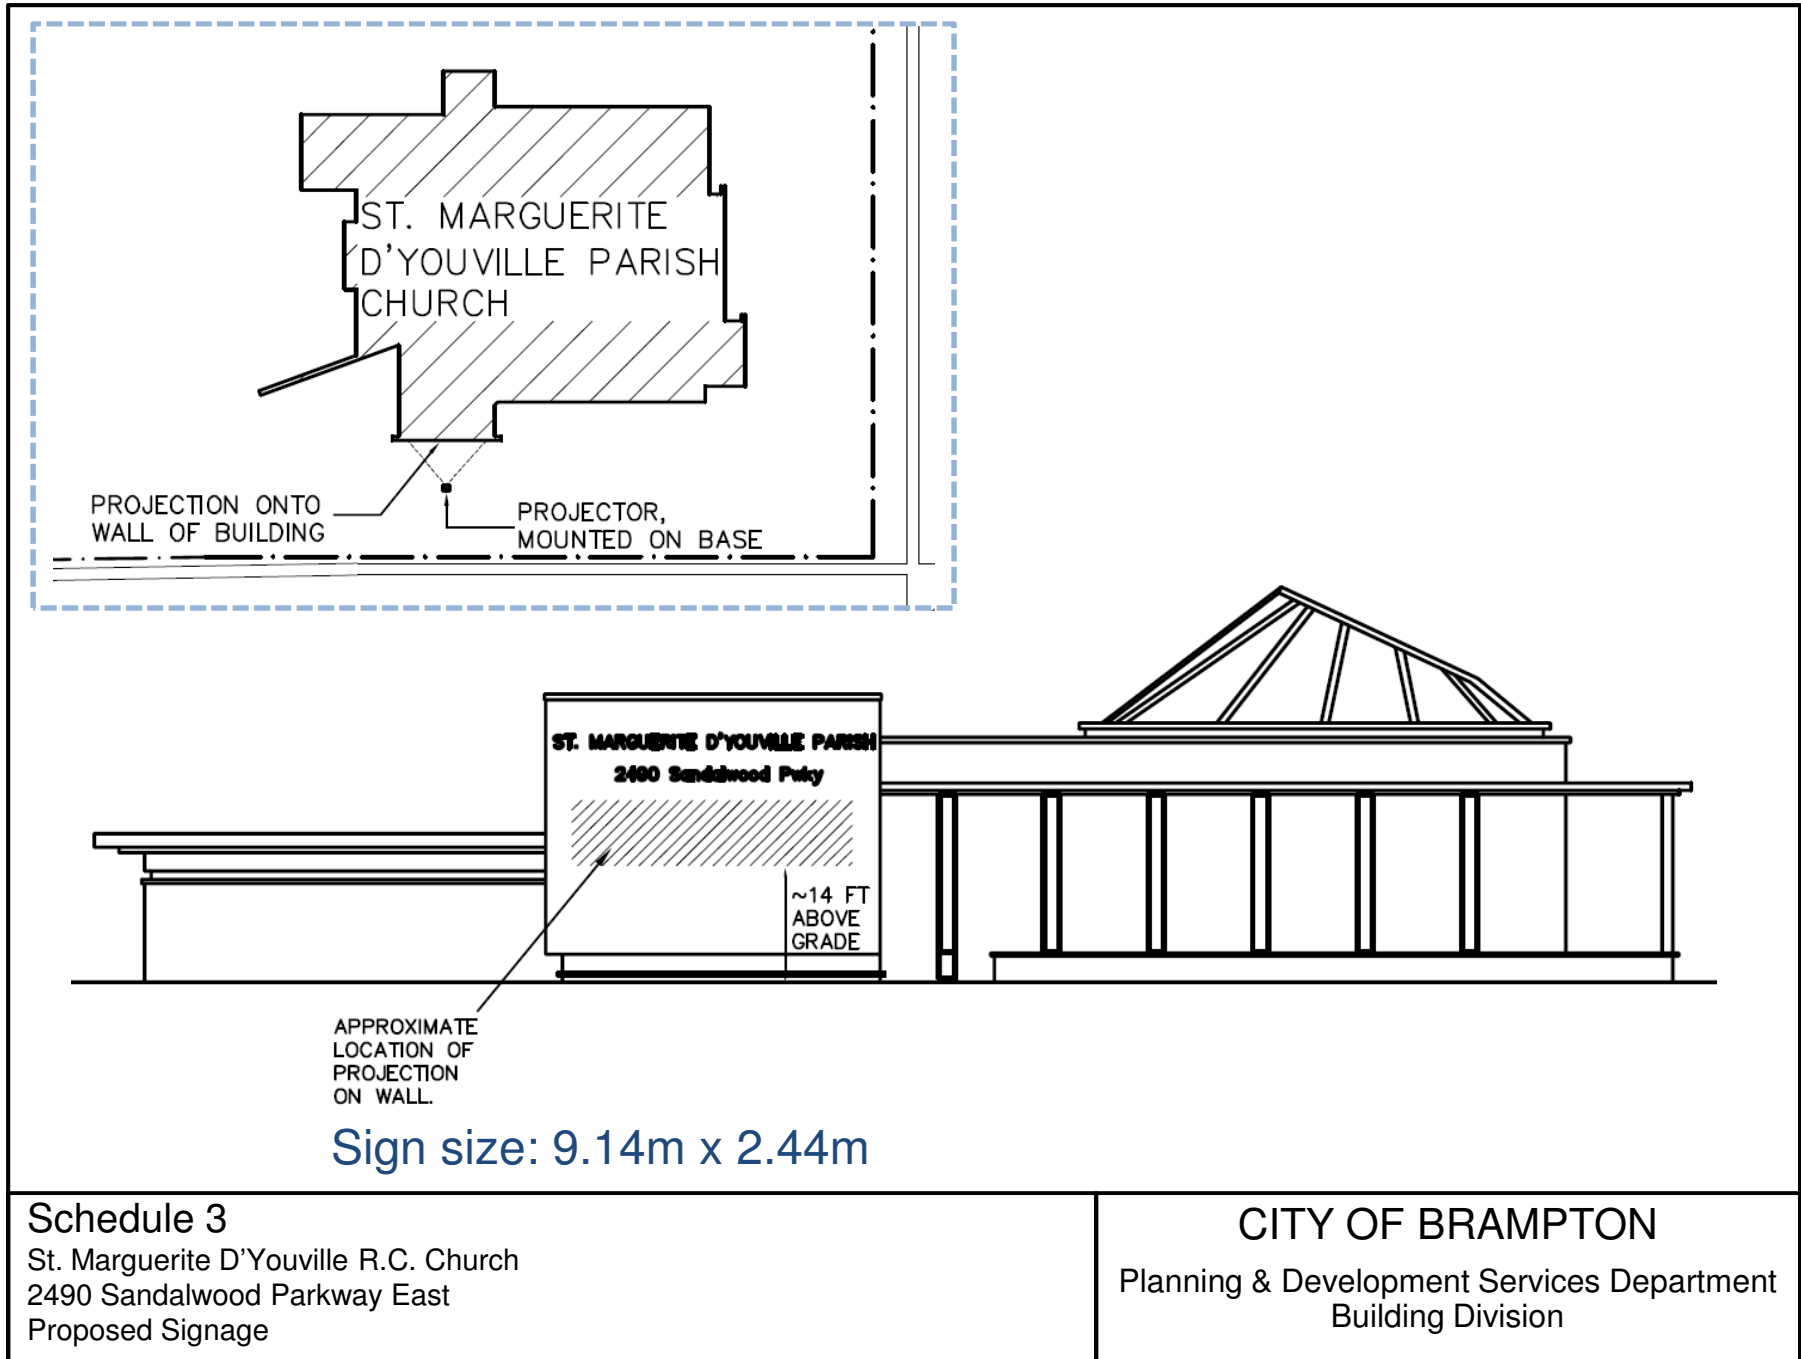 ST. MARGUERITE
D'YOUVILLE PARISH
CHURCH
PROJECTION ONTO
WALL OF BUILDING
PROJECTOR,
MOUNTED ON BASE
ST. MARGUERITE D'YOUVILLE PARISH
2490 Sandalwood Pwky
~14 FT
ABOVE
GRADE
APPROXIMATE
LOCATION OF
PROJECTION
ON WALL.
Sign size: 9.14m x 2.44m
Schedule 3
St. Marguerite D'Youville R.C. Church
2490 Sandalwood Parkway East
Proposed Signage
CITY OF BRAMPTON
Planning & Development Services Department
Building Division